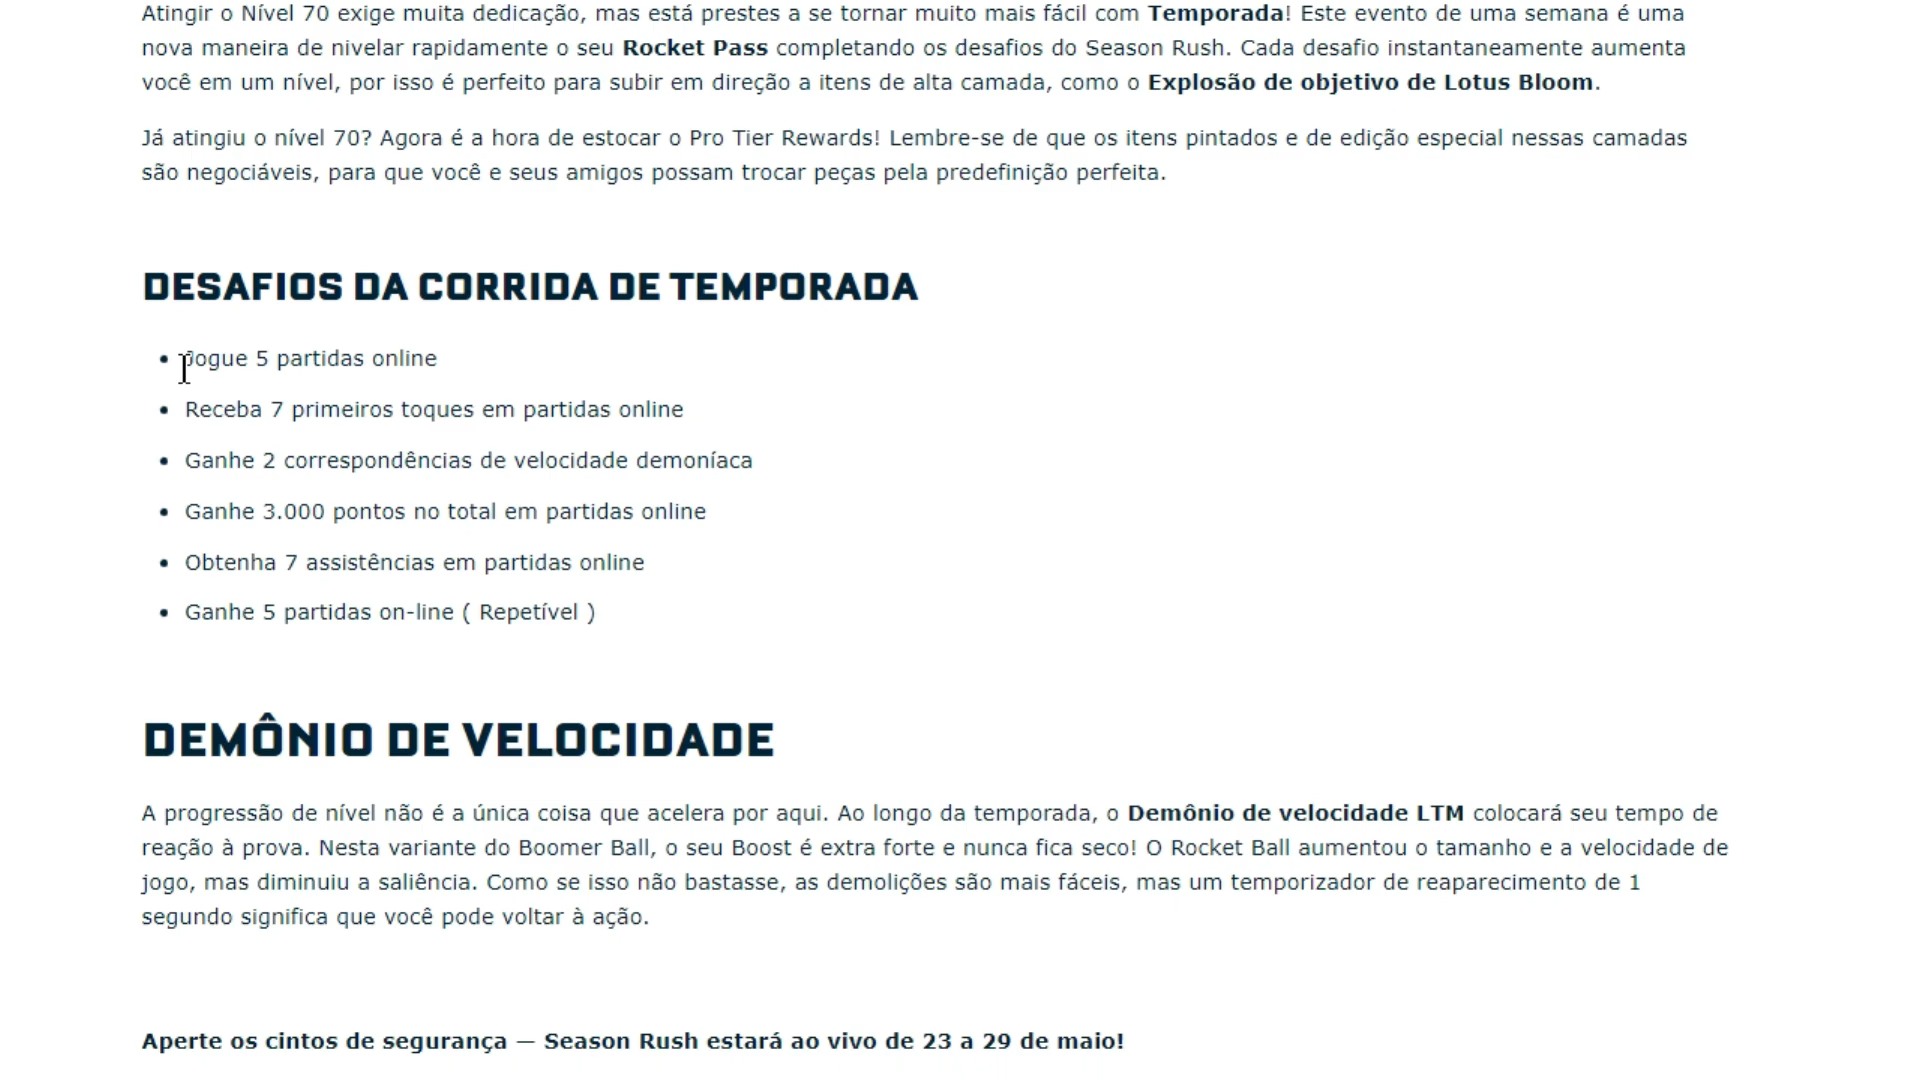 Atingir o Nível 70 exige muita dedicação, mas está prestes a se tornar muito mais fácil com Temporada! Este evento de uma semana é uma
nova maneira de nivelar rapidamente o seu Rocket Pass completando os desafios do Season Rush. Cada desafio instantaneamente aumenta
você em um nível, por isso é perfeito para subir em direção a itens de alta camada, como o Explosão de objetivo de Lotus Bloom.
Já atingiu o nível 70? Agora é a hora de estocar o Pro Tier Rewards! Lembre-se de que os itens pintados e de edição especial nessas camadas
são negociáveis, para que você e seus amigos possam trocar peças pela predefinição perfeita.
DESAFIOS DA CORRIDA DE TEMPORADA
• Jogue 5 partidas online
• Receba 7 primeiros toques em partidas online
• Ganhe 2 correspondências de velocidade demoníaca
• Ganhe 3.000 pontos no total em partidas online
• Obtenha 7 assistências em partidas online
• Ganhe 5 partidas on-line ( Repetível )
DEMÔNIO DE VELOCIDADE
A progressão de nível não é a única coisa que acelera por aqui. Ao longo da temporada, o Demônio de velocidade LTM colocará seu tempo de
reação à prova. Nesta variante do Boomer Ball, o seu Boost é extra forte e nunca fica seco! O Rocket Ball aumentou o tamanho e a velocidade de
jogo, mas diminuiu a saliência. Como se isso não bastasse, as demolições são mais fáceis, mas um temporizador de reaparecimento de 1
segundo significa que você pode voltar à ação.
Aperte os cintos de segurança — Season Rush estará ao vivo de 23 a 29 de maio!